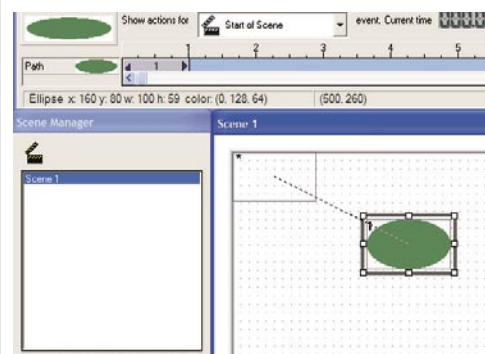 Show actions for Start of Scene event. Current time
1 2 3 4 5
Path 1
Ellipse x: 160 y: 80 w: 100 h: 59 color: (0, 128, 64) (500, 260)
Scene Manager Scene 1
Scene 1
1